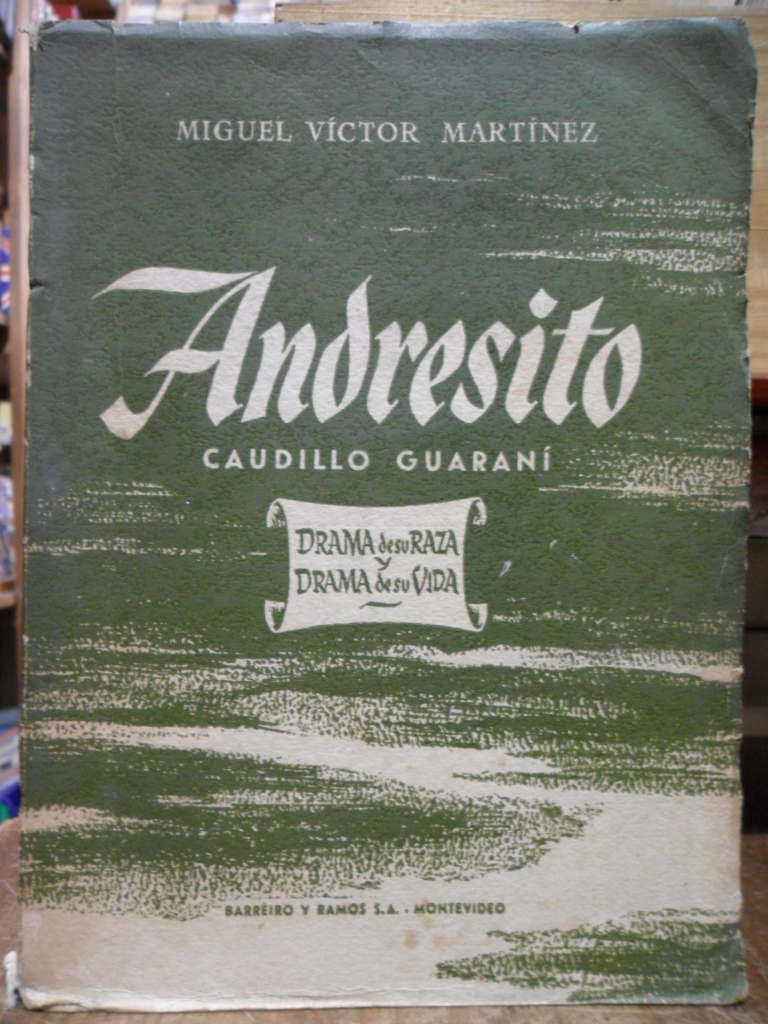 MIGUEL VÍCTOR MARTÍNEZ
Andresito
CAUDILLO GUARANÍ
DRAMA de su RAZA
y
DRAMA de su VIDA
BARREIRO Y RAMOS S.A. - MONTEVIDEO